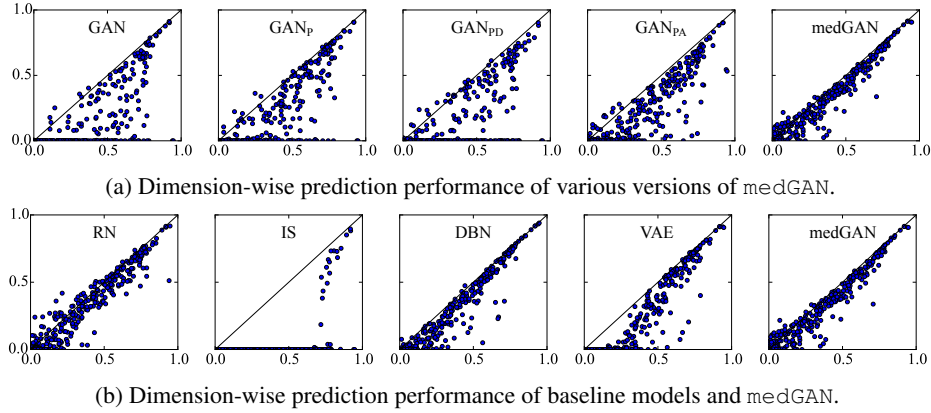 GAN GAN_P GAN_PD GAN_PA medGAN
1.0
0.5
0.0
0.0 0.5 1.0 0.0 0.5 1.0 0.0 0.5 1.0 0.0 0.5 1.0 0.0 0.5 1.0
(a) Dimension-wise prediction performance of various versions of medGAN.
RN IS DBN VAE medGAN
1.0
0.5
0.0
0.0 0.5 1.0 0.0 0.5 1.0 0.0 0.5 1.0 0.0 0.5 1.0 0.0 0.5 1.0
(b) Dimension-wise prediction performance of baseline models and medGAN.